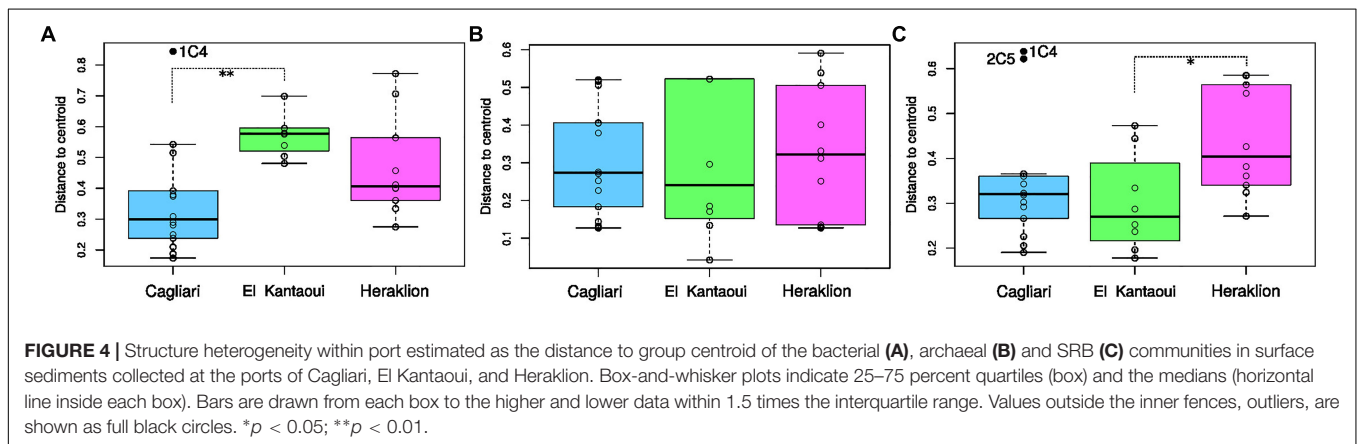 A
B
C
1C4
**
2C5
1C4
*
Distance to centroid
0.2 0.3 0.4 0.5 0.6 0.7 0.8
Distance to centroid
0.1 0.2 0.3 0.4 0.5 0.6
Distance to centroid
0.2 0.3 0.4 0.5 0.6
Cagliari El Kantaoui Heraklion
Cagliari El Kantaoui Heraklion
Cagliari El Kantaoui Heraklion
FIGURE 4 | Structure heterogeneity within port estimated as the distance to group centroid of the bacterial (A), archaeal (B) and SRB (C) communities in surface
sediments collected at the ports of Cagliari, El Kantaoui, and Heraklion. Box-and-whisker plots indicate 25–75 percent quartiles (box) and the medians (horizontal
line inside each box). Bars are drawn from each box to the higher and lower data within 1.5 times the interquartile range. Values outside the inner fences, outliers, are
shown as full black circles. *p < 0.05; **p < 0.01.